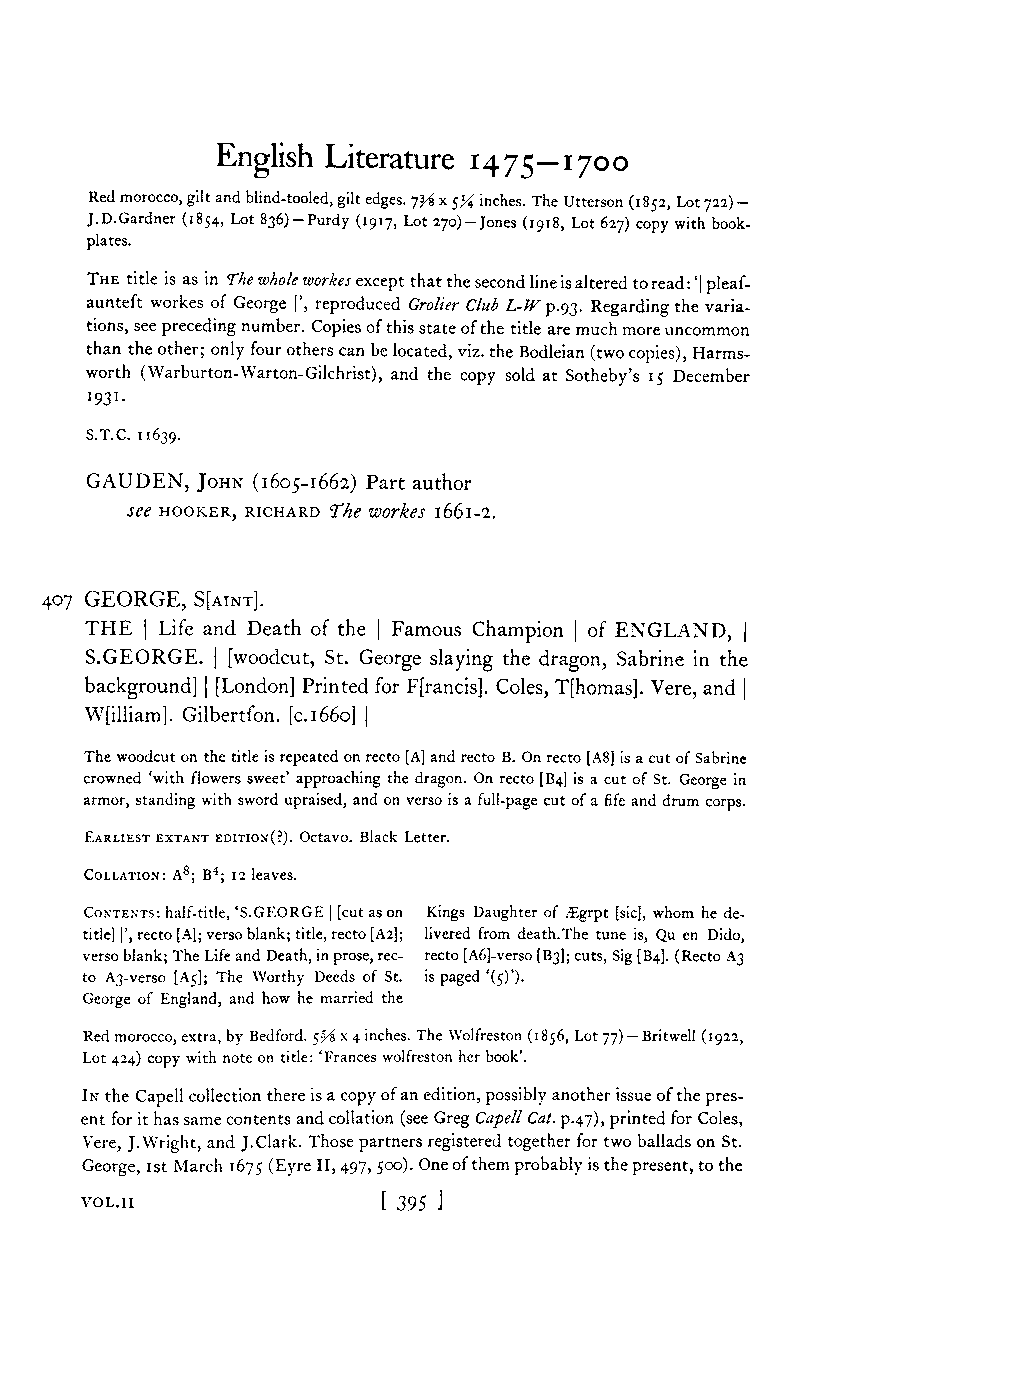 English Literature 1475—1700
Red morocco, gilt and blind-tooled, gilt edges. 7⅜ x 5¼ inches. The Utterson (1852, Lot 722)—
J.D.Gardner (1854, Lot 836)—Purdy (1917, Lot 270)—Jones (1918, Lot 627) copy with book-
plates.
THE title is as in The whole workes except that the second line is altered to read: '| pleaſ-
aunteſt workes of George |', reproduced Grolier Club L-W p.93. Regarding the varia-
tions, see preceding number. Copies of this state of the title are much more uncommon
than the other; only four others can be located, viz. the Bodleian (two copies), Harms-
worth (Warburton-Warton-Gilchrist), and the copy sold at Sotheby's 15 December
1931.
S.T.C. 11639.
GAUDEN, JOHN (1605-1662) Part author
see HOOKER, RICHARD The workes 1661-2.
407 GEORGE, S[AINT].
THE | Life and Death of the | Famous Champion | of ENGLAND, |
S.GEORGE. | [woodcut, St. George slaying the dragon, Sabrine in the
background] | [London] Printed for F[rancis]. Coles, T[homas]. Vere, and |
W[illiam]. Gilbertſon. [c.1660] |
The woodcut on the title is repeated on recto [A] and recto B. On recto [A8] is a cut of Sabrine
crowned 'with flowers sweet' approaching the dragon. On recto [B4] is a cut of St. George in
armor, standing with sword upraised, and on verso is a full-page cut of a fife and drum corps.
EARLIEST EXTANT EDITION(?). Octavo. Black Letter.
COLLATION: A⁸; B⁴; 12 leaves.
CONTENTS: half-title, 'S.GEORGE | [cut as on
title] |', recto [A]; verso blank; title, recto [A2];
verso blank; The Life and Death, in prose, rec-
to A3-verso [A5]; The Worthy Deeds of St.
George of England, and how he married the
Kings Daughter of Ægrpt [sic], whom he de-
livered from death.The tune is, Qu en Dido,
recto [A6]-verso [B3]; cuts, Sig [B4]. (Recto A3
is paged '(5)').
Red morocco, extra, by Bedford. 5⅝ x 4 inches. The Wolfreston (1856, Lot 77)—Britwell (1922,
Lot 424) copy with note on title: 'Frances wolfreston her book'.
IN the Capell collection there is a copy of an edition, possibly another issue of the pres-
ent for it has same contents and collation (see Greg Capell Cat. p.47), printed for Coles,
Vere, J.Wright, and J.Clark. Those partners registered together for two ballads on St.
George, 1st March 1675 (Eyre II, 497, 500). One of them probably is the present, to the
VOL.II [ 395 ]